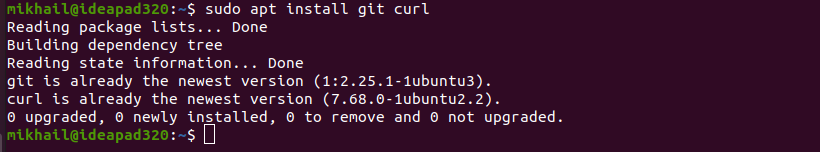 mikhail@ideapad320:~$ sudo apt install git curl
Reading package lists... Done
Building dependency tree
Reading state information... Done
git is already the newest version (1:2.25.1-1ubuntu3).
curl is already the newest version (7.68.0-1ubuntu2.2).
0 upgraded, 0 newly installed, 0 to remove and 0 not upgraded.
mikhail@ideapad320:~$